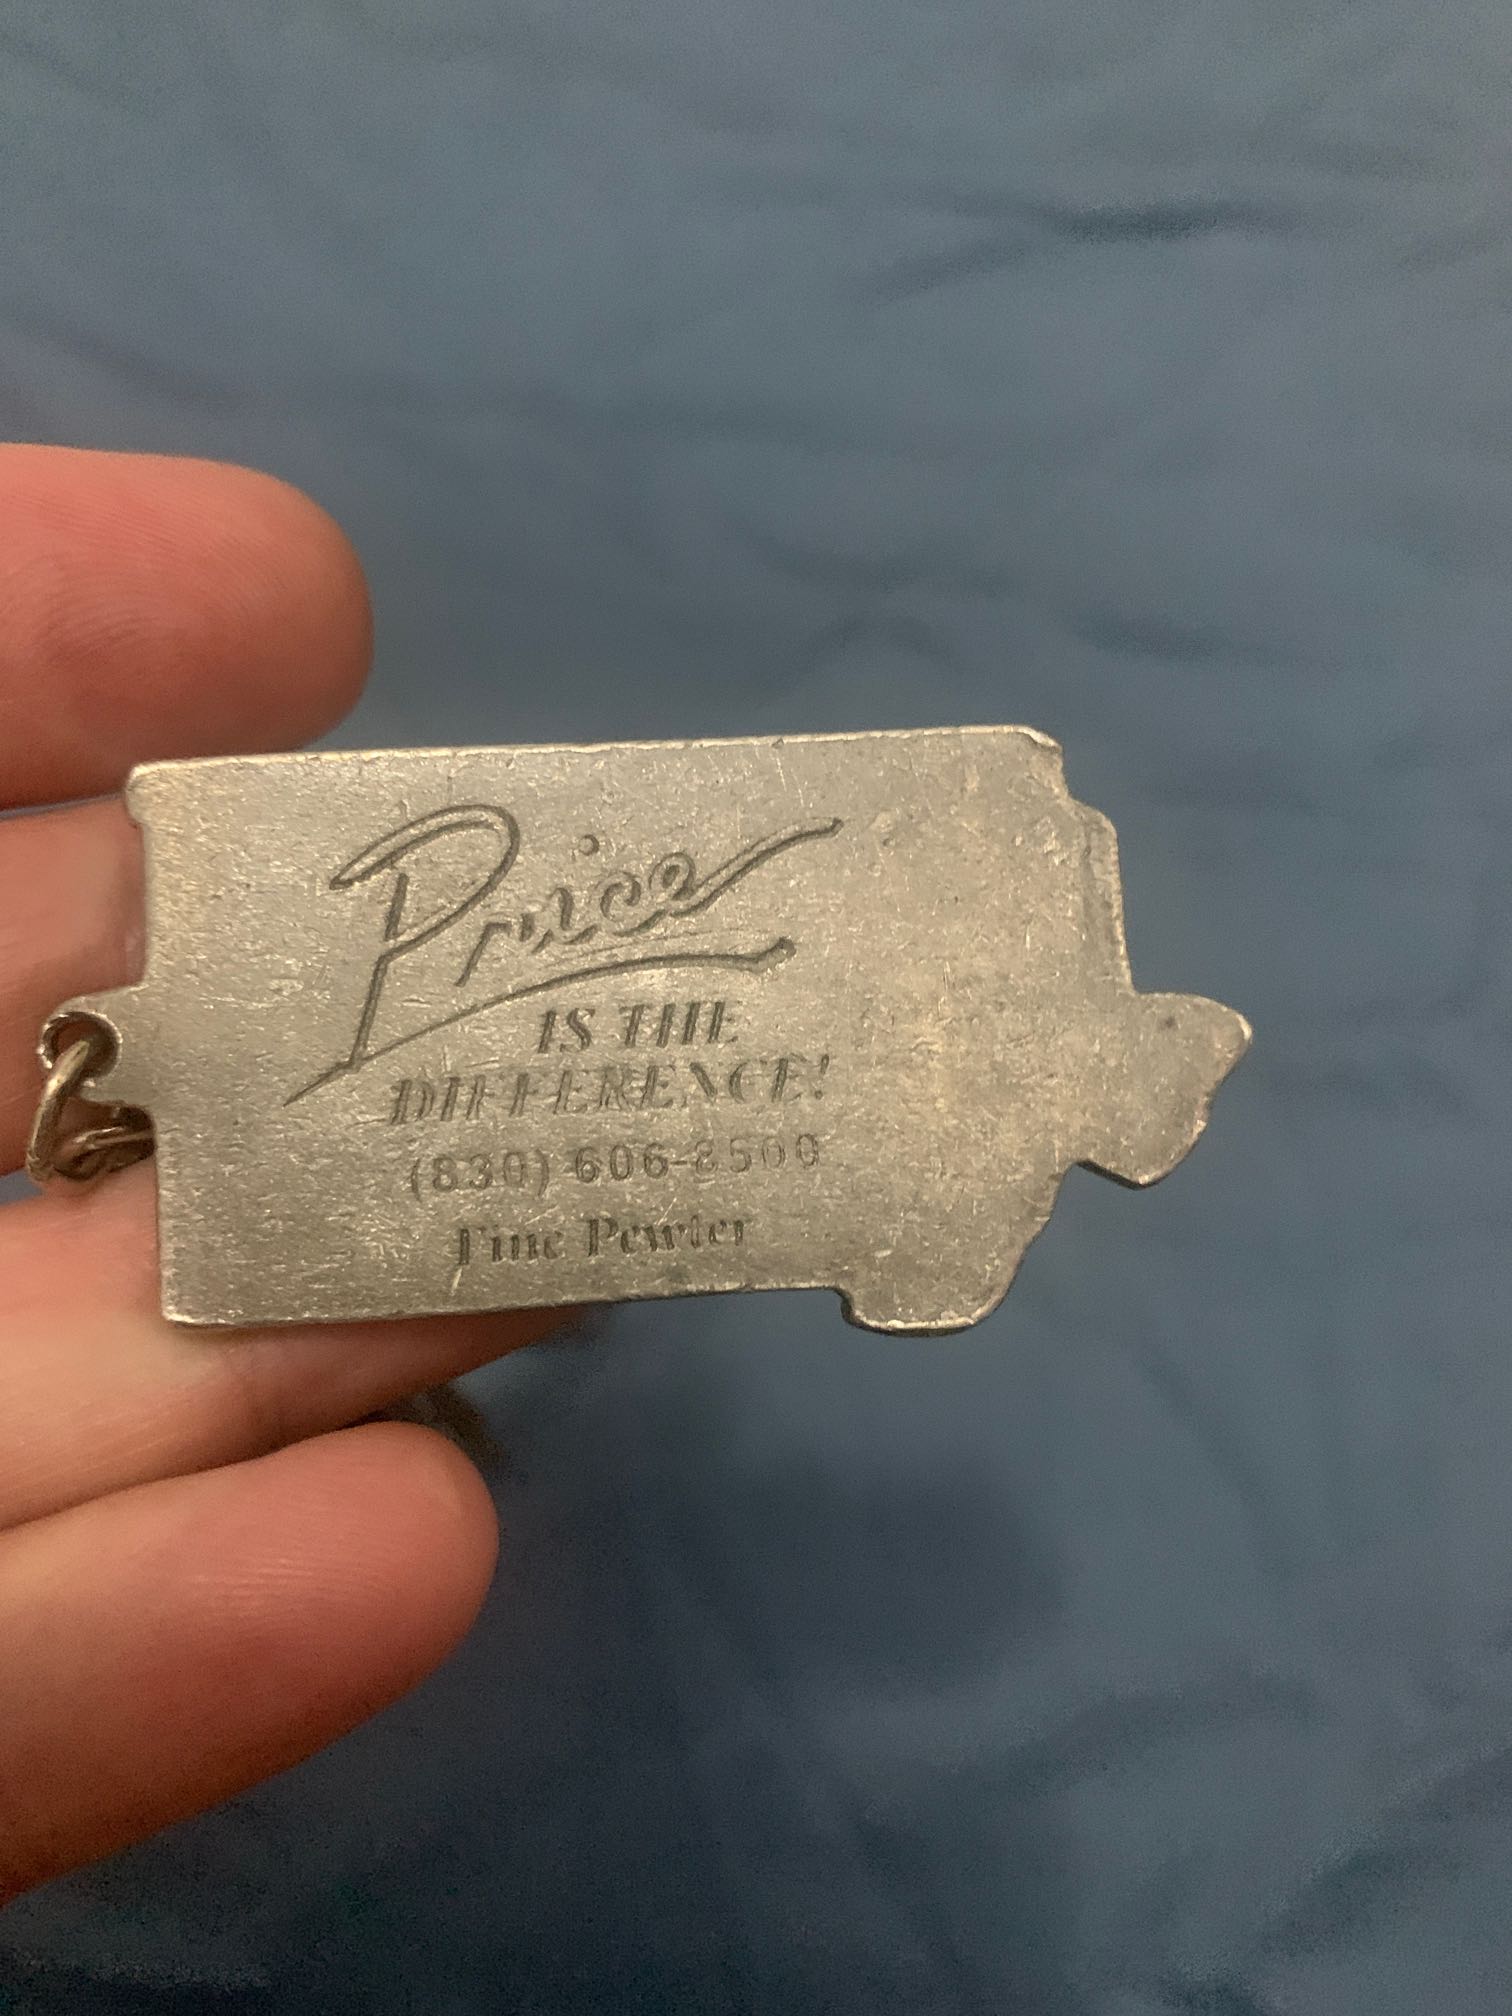 Price
IS THE
DIFFERENCE!
(830) 606-8500
Fine Pewter